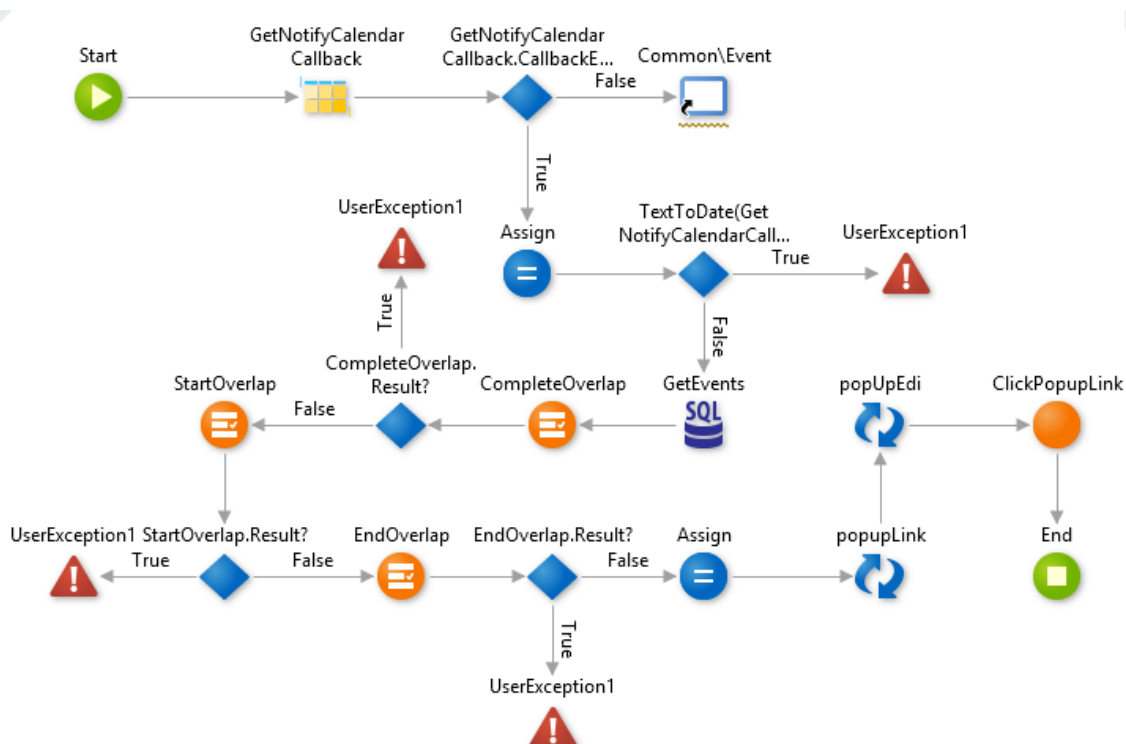 Start
GetNotifyCalendar
Callback
GetNotifyCalendar
Callback.CallbackE...
False
Common\Event
True
UserException1
Assign
TextToDate(Get
NotifyCalendarCall...
True
UserException1
True
False
StartOverlap
False
CompleteOverlap.
Result?
CompleteOverlap
GetEvents
SQL
popUpEdi
ClickPopupLink
UserException1
True
StartOverlap.Result?
False
EndOverlap
EndOverlap.Result?
False
Assign
popupLink
End
True
UserException1